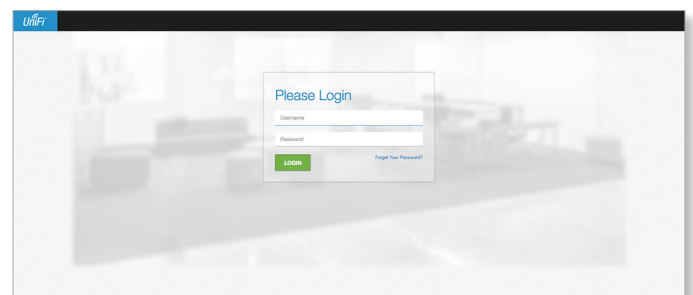 UniFi
Please Login
Username
Password
LOGIN
Forget Your Password?